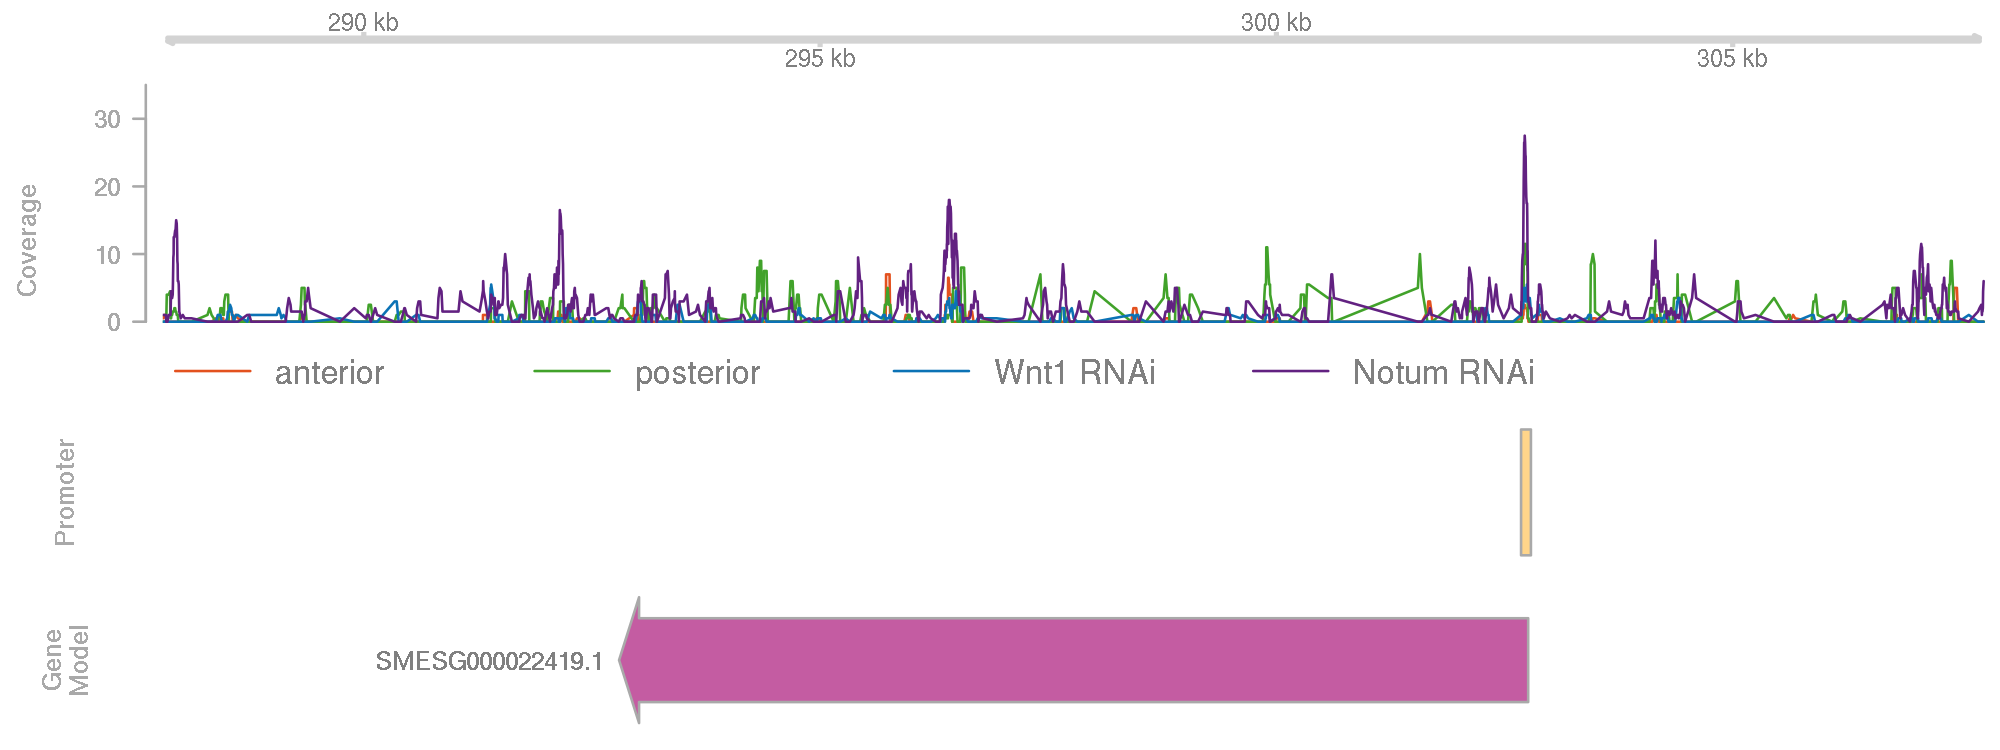 290 kb
300 kb
295 kb
305 kb
Coverage
30
20
10
0
anterior
posterior
Wnt1 RNAi
Notum RNAi
Promoter
Gene
Model
SMESG000022419.1